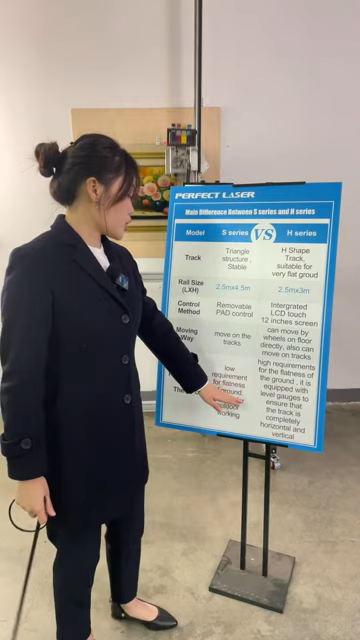 PERFECT LASER
Main Difference Between S series and H series
Model S series VS H series
Track
Triangle
structure ,
Stable
H Shape
Track,
suitable for
very flat groud
Rail Size
(LXH)
2.5mx4.5m
2.5mx3m
Control
Method
Removable
PAD control
Intergrated
LCD touch
12 inches screen
Moving
Way
move on the
tracks
can move by
wheels on floor
directly, also can
move on tracks
low
requirement
for flatness
ground,
outdoor
working
high requirements
for the flatness of
the ground , it is
equipped with
level gauges to
ensure that
the track is
completely
horizontal and
vertical